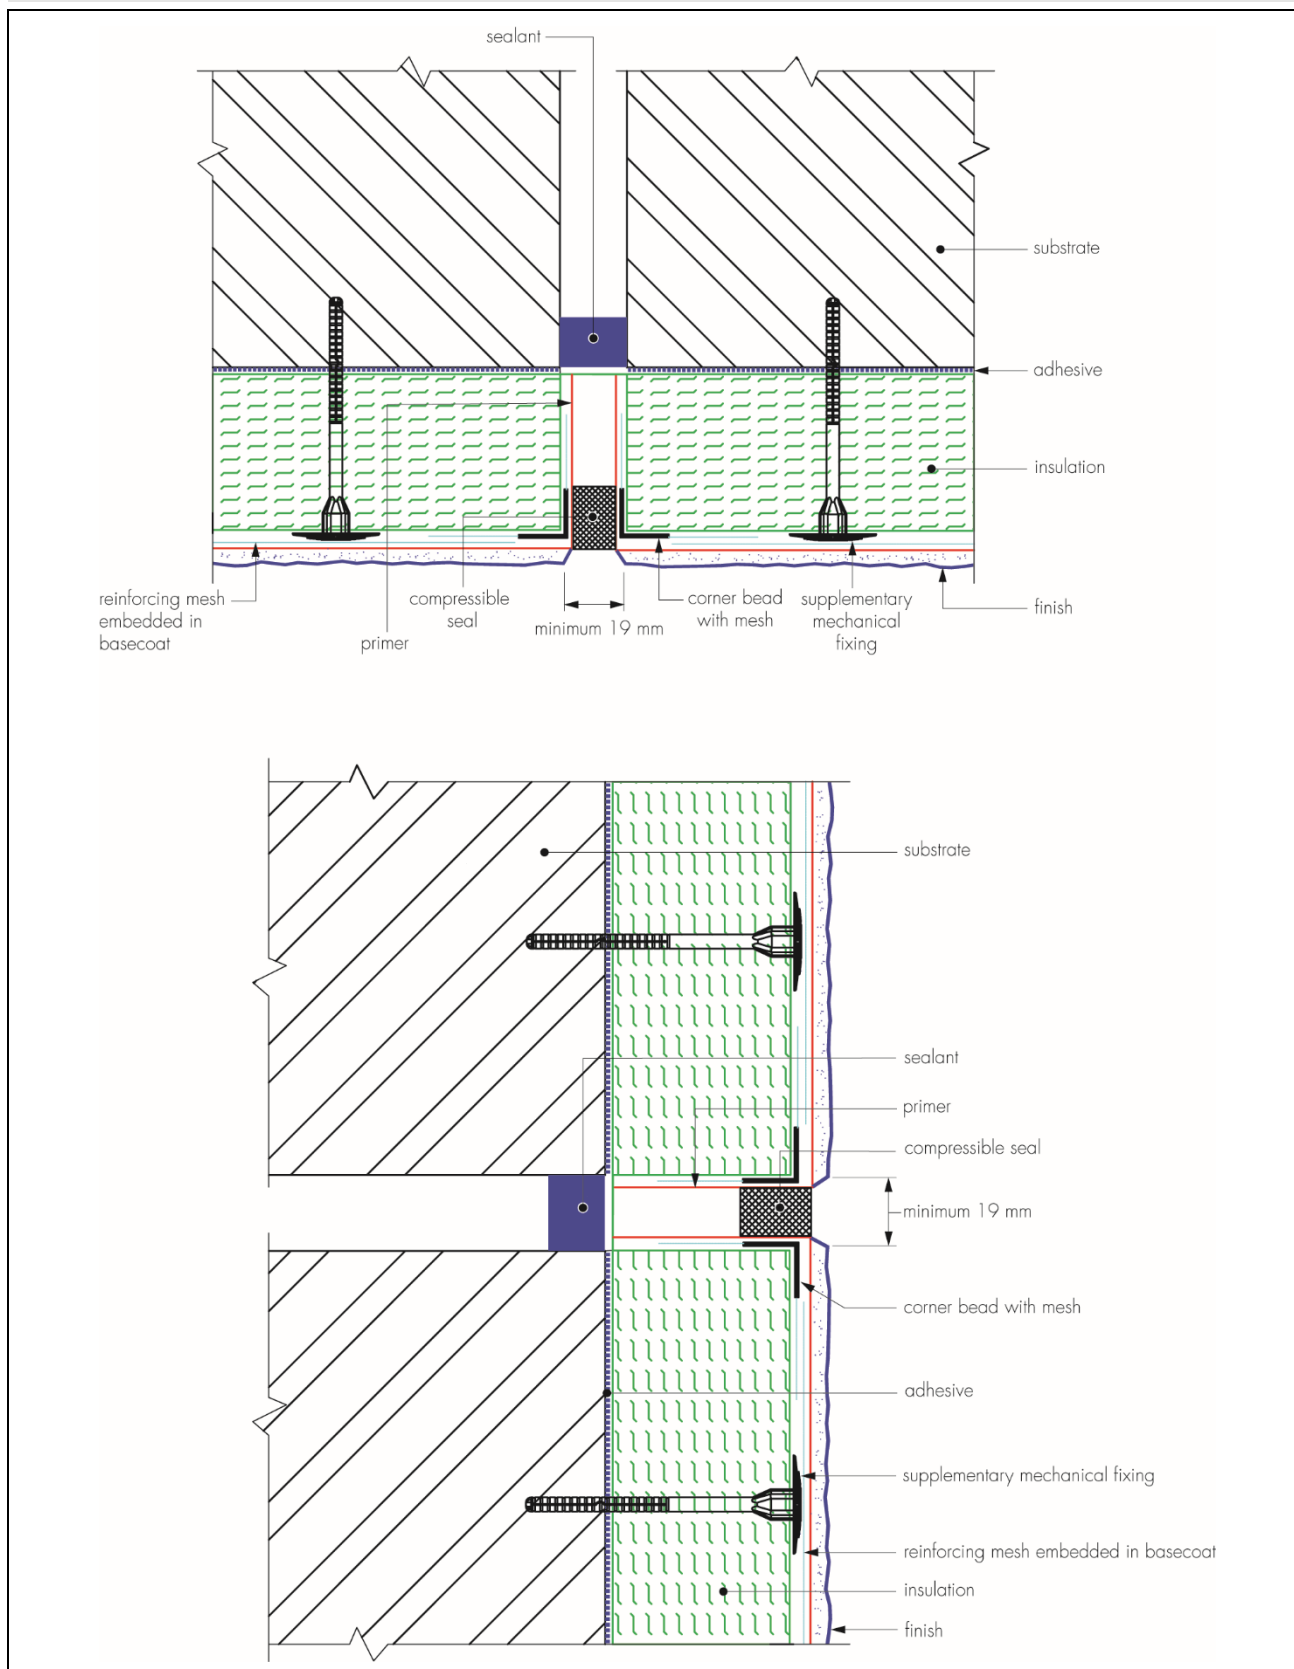 sealant
substrate
adhesive
insulation
reinforcing mesh
embedded in
basecoat
primer
compressible
seal
minimum 19 mm
corner bead
with mesh
supplementary
mechanical
fixing
finish
substrate
sealant
primer
compressible seal
minimum 19 mm
corner bead with mesh
adhesive
supplementary mechanical fixing
reinforcing mesh embedded in basecoat
insulation
finish